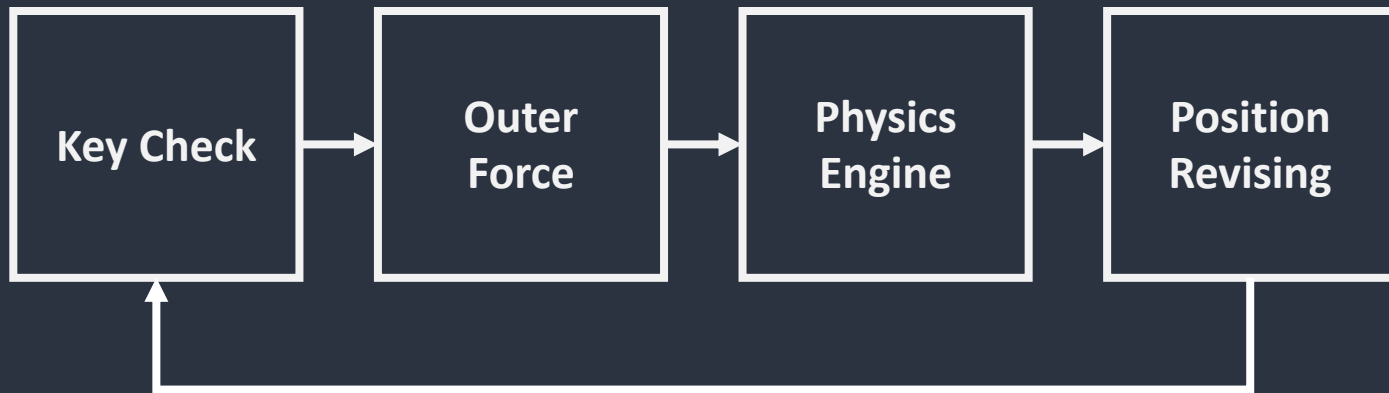 Key Check
Outer
Force
Physics
Engine
Position
Revising